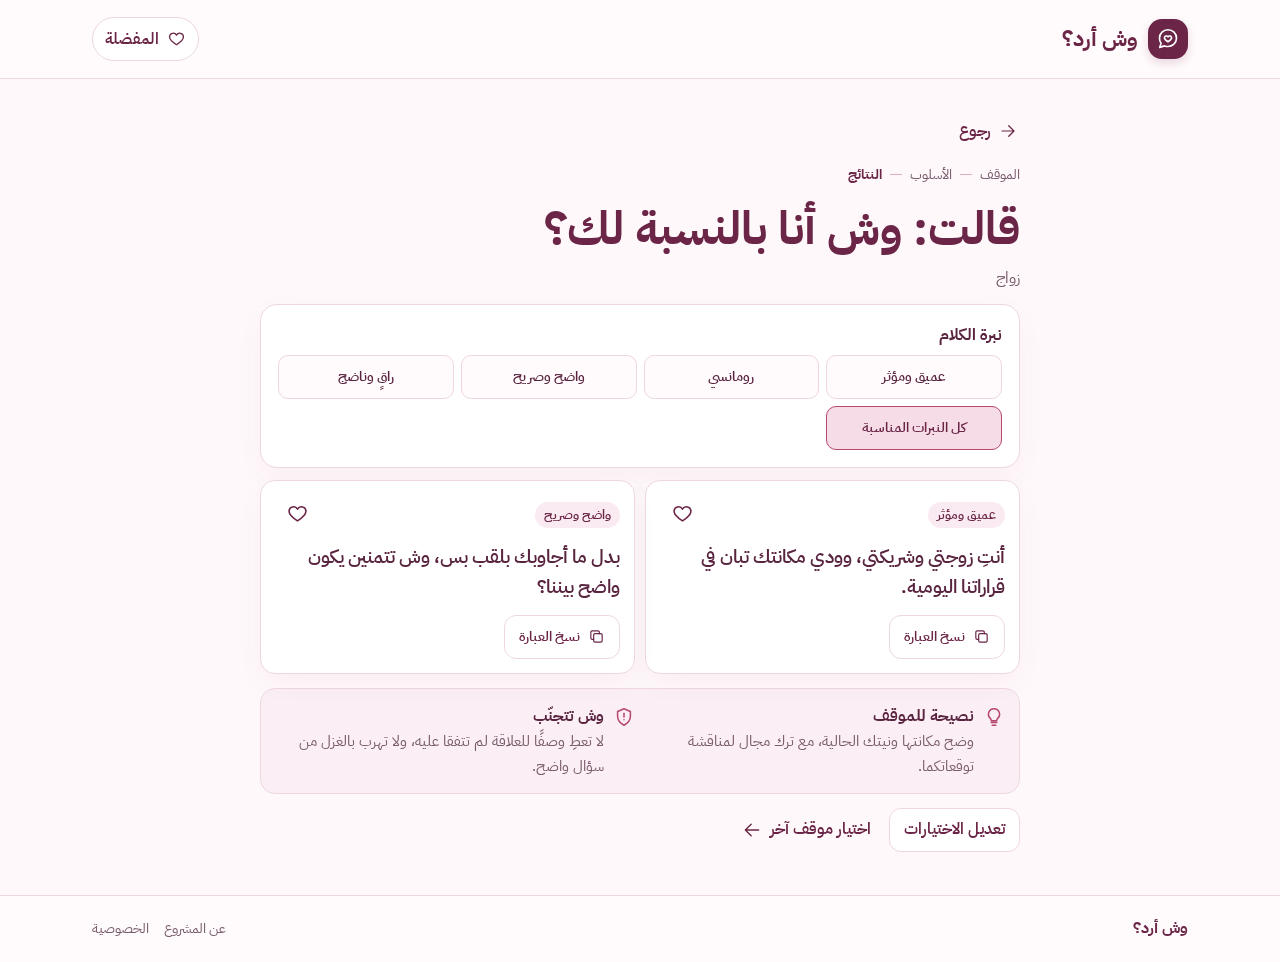 وش أرد؟
المفضلة
رجوع
الموقف — الأسلوب — النتائج
قالت: وش أنا بالنسبة لك؟
زواج
نبرة الكلام
عميق ومؤثر
رومانسي
واضح وصريح
راقٍ وناضج
كل النبرات المناسبة
عميق ومؤثر
أنتِ زوجتي وشريكتي، وودي مكانتك تبان في
قراراتنا اليومية.
نسخ العبارة
واضح وصريح
بدل ما أجاوبك بلقب بس، وش تتمنين يكون
واضح بيننا؟
نسخ العبارة
نصيحة للموقف
وضح مكانتها ونيتك الحالية، مع ترك مجال لمناقشة
توقعاتكما.
وش تتجنّب
لا تعطِ وصفًا للعلاقة لم تتفقا عليه، ولا تهرب بالغزل من
سؤال واضح.
تعديل الاختيارات
اختيار موقف آخر
وش أرد؟
عن المشروع
الخصوصية